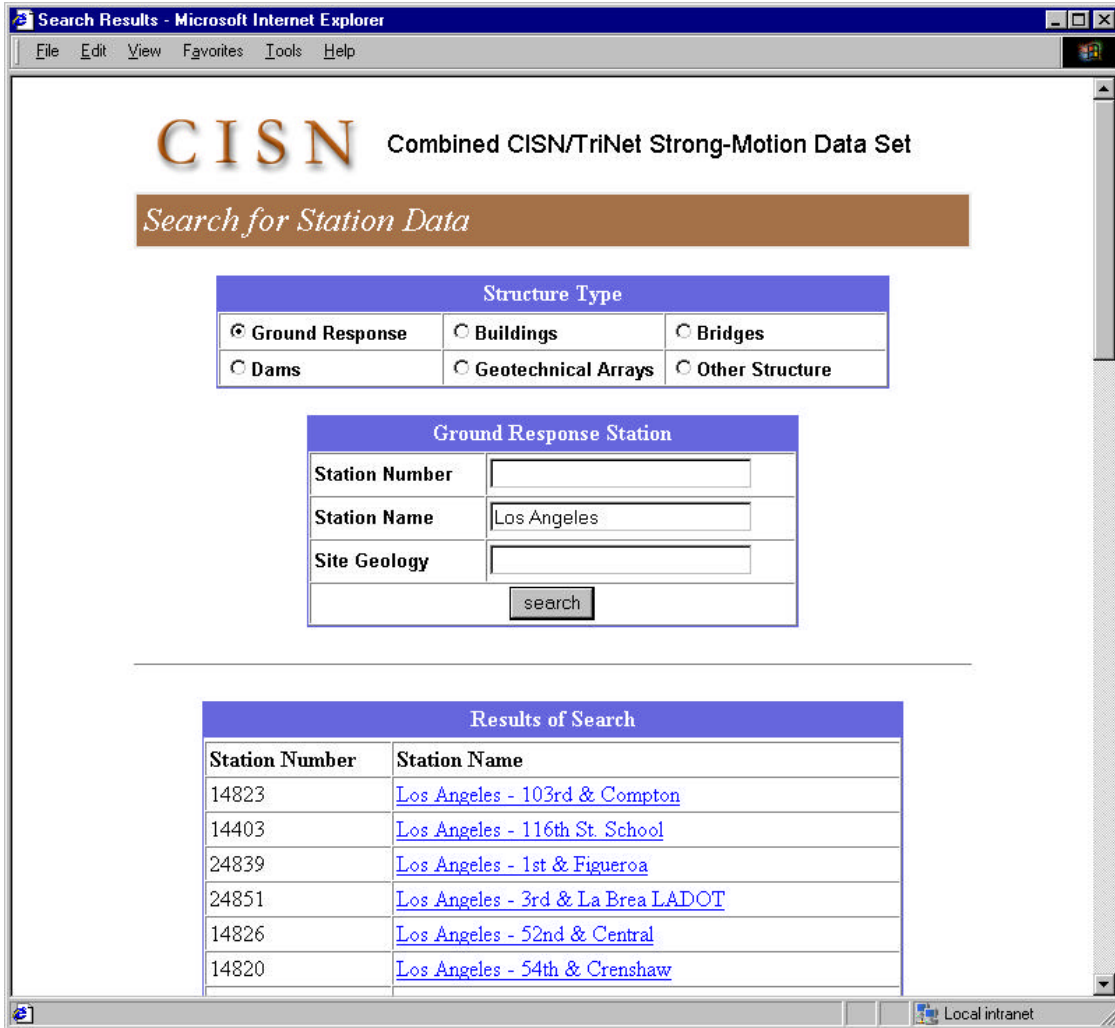 Search Results - Microsoft Internet Explorer
File Edit View Favorites Tools Help
CISN Combined CISN/TriNet Strong-Motion Data Set
Search for Station Data
Structure Type
Ground Response Buildings Bridges
Dams Geotechnical Arrays Other Structure
Ground Response Station
Station Number
Station Name Los Angeles
Site Geology
search
Results of Search
Station Number Station Name
14823 Los Angeles - 103rd & Compton
14403 Los Angeles - 116th St. School
24839 Los Angeles - 1st & Figueroa
24851 Los Angeles - 3rd & La Brea LADOT
14826 Los Angeles - 52nd & Central
14820 Los Angeles - 54th & Crenshaw
Local intranet